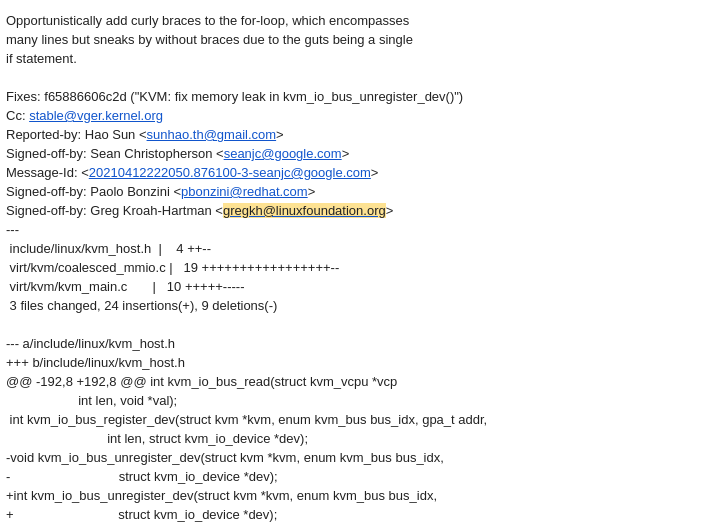 Opportunistically add curly braces to the for-loop, which encompasses
many lines but sneaks by without braces due to the guts being a single
if statement.

Fixes: f65886606c2d ("KVM: fix memory leak in kvm_io_bus_unregister_dev()")
Cc: stable@vger.kernel.org
Reported-by: Hao Sun <sunhao.th@gmail.com>
Signed-off-by: Sean Christopherson <seanjc@google.com>
Message-Id: <20210412222050.876100-3-seanjc@google.com>
Signed-off-by: Paolo Bonzini <pbonzini@redhat.com>
Signed-off-by: Greg Kroah-Hartman <gregkh@linuxfoundation.org>
---
 include/linux/kvm_host.h  |    4 ++--
 virt/kvm/coalesced_mmio.c |   19 +++++++++++++++++--
 virt/kvm/kvm_main.c       |   10 +++++-----
 3 files changed, 24 insertions(+), 9 deletions(-)

--- a/include/linux/kvm_host.h
+++ b/include/linux/kvm_host.h
@@ -192,8 +192,8 @@ int kvm_io_bus_read(struct kvm_vcpu *vcp
                    int len, void *val);
 int kvm_io_bus_register_dev(struct kvm *kvm, enum kvm_bus bus_idx, gpa_t addr,
                            int len, struct kvm_io_device *dev);
-void kvm_io_bus_unregister_dev(struct kvm *kvm, enum kvm_bus bus_idx,
-                              struct kvm_io_device *dev);
+int kvm_io_bus_unregister_dev(struct kvm *kvm, enum kvm_bus bus_idx,
+                             struct kvm_io_device *dev);